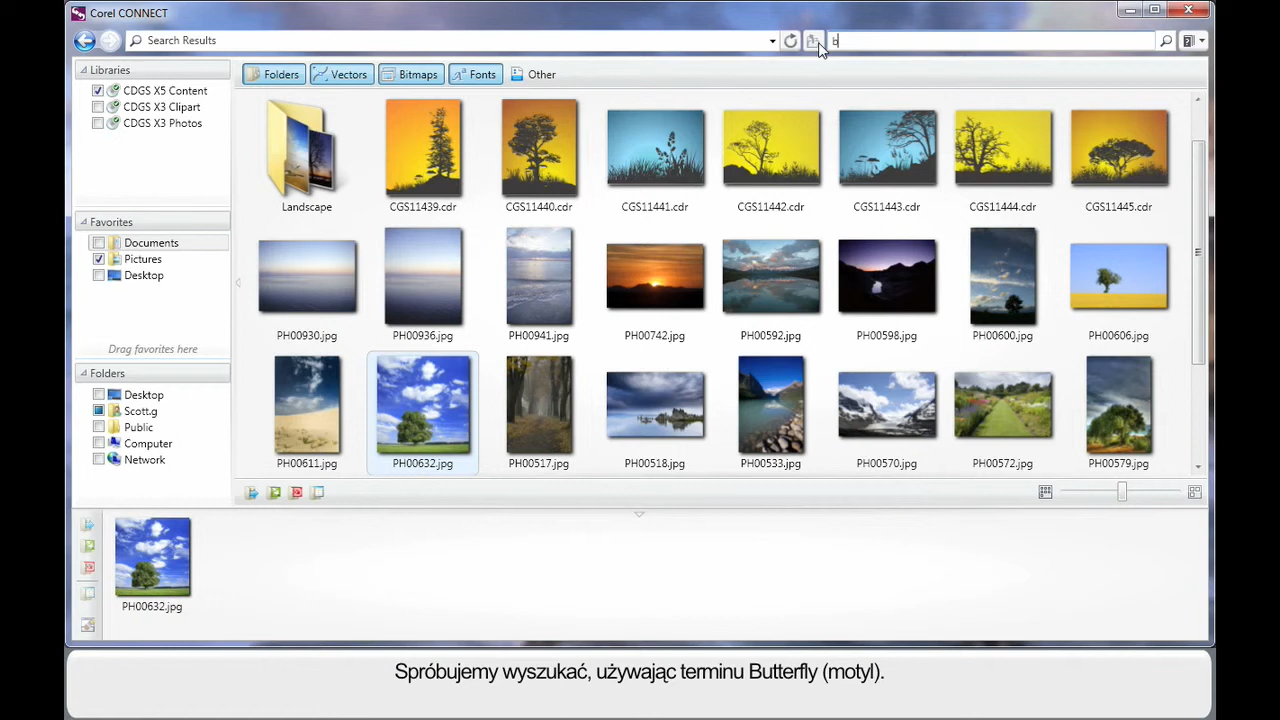 Corel CONNECT
Search Results
b
Libraries
CDGS X5 Content
CDGS X3 Clipart
CDGS X3 Photos
Favorites
Documents
Pictures
Desktop
Drag favorites here
Folders
Desktop
Scott.g
Public
Computer
Network
Folders Vectors Bitmaps Fonts Other
Landscape CGS11439.cdr CGS11440.cdr CGS11441.cdr CGS11442.cdr CGS11443.cdr CGS11444.cdr CGS11445.cdr
PH00930.jpg PH00936.jpg PH00941.jpg PH00742.jpg PH00592.jpg PH00598.jpg PH00600.jpg PH00606.jpg
PH00611.jpg PH00632.jpg PH00517.jpg PH00518.jpg PH00533.jpg PH00570.jpg PH00572.jpg PH00579.jpg
PH00632.jpg
Spróbujemy wyszukać, używając terminu Butterfly (motyl).